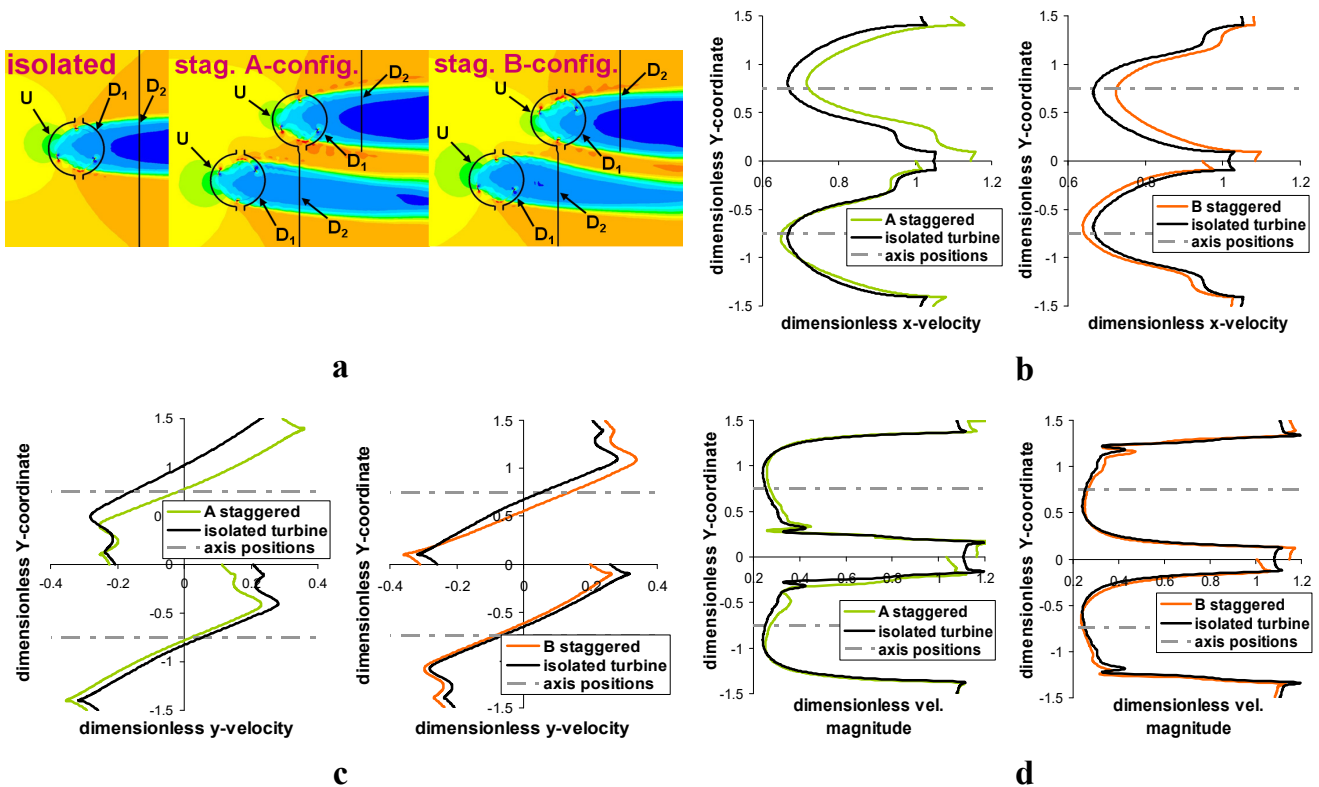 isolated
stag. A-config.
stag. B-config.
U
D1
D2
U
D2
D1
U
D1
D2
U
D2
D1
U
D1
D2
a
dimensionless Y-coordinate
1.5
1
0.5
0
-0.5
-1
-1.5
0.6
0.8
1
1.2
A staggered
isolated turbine
axis positions
dimensionless x-velocity
dimensionless Y-coordinate
1.5
1
0.5
0
-0.5
-1
-1.5
0.6
0.8
1
1.2
B staggered
isolated turbine
axis positions
dimensionless x-velocity
b
dimensionless Y-coordinate
1.5
1
0
0
-0.5
-1
-1.5
-0.4
-0.2
0
0.2
0.4
A staggered
isolated turbine
axis positions
dimensionless y-velocity
dimensionless Y-coordinate
1.5
1
0.5
0
-0.5
-1.5
-0.4
-0.2
0
0.2
0.4
B staggered
isolated turbine
axis positions
dimensionless y-velocity
c
dimensionless Y-coordinate
1.5
1
0.5
0
-0.5
-1
-1.5
0.2
0.4
0.6
0.8
1
1.2
A staggered
isolated turbine
axis positions
dimensionless vel.
magnitude
dimensionless Y-coordinate
1.5
1
0.5
0
-0.5
-1
-1.5
0.2
0.4
0.6
0.8
1
1.2
B staggered
isolated turbine
axis positions
dimensionless vel.
magnitude
d